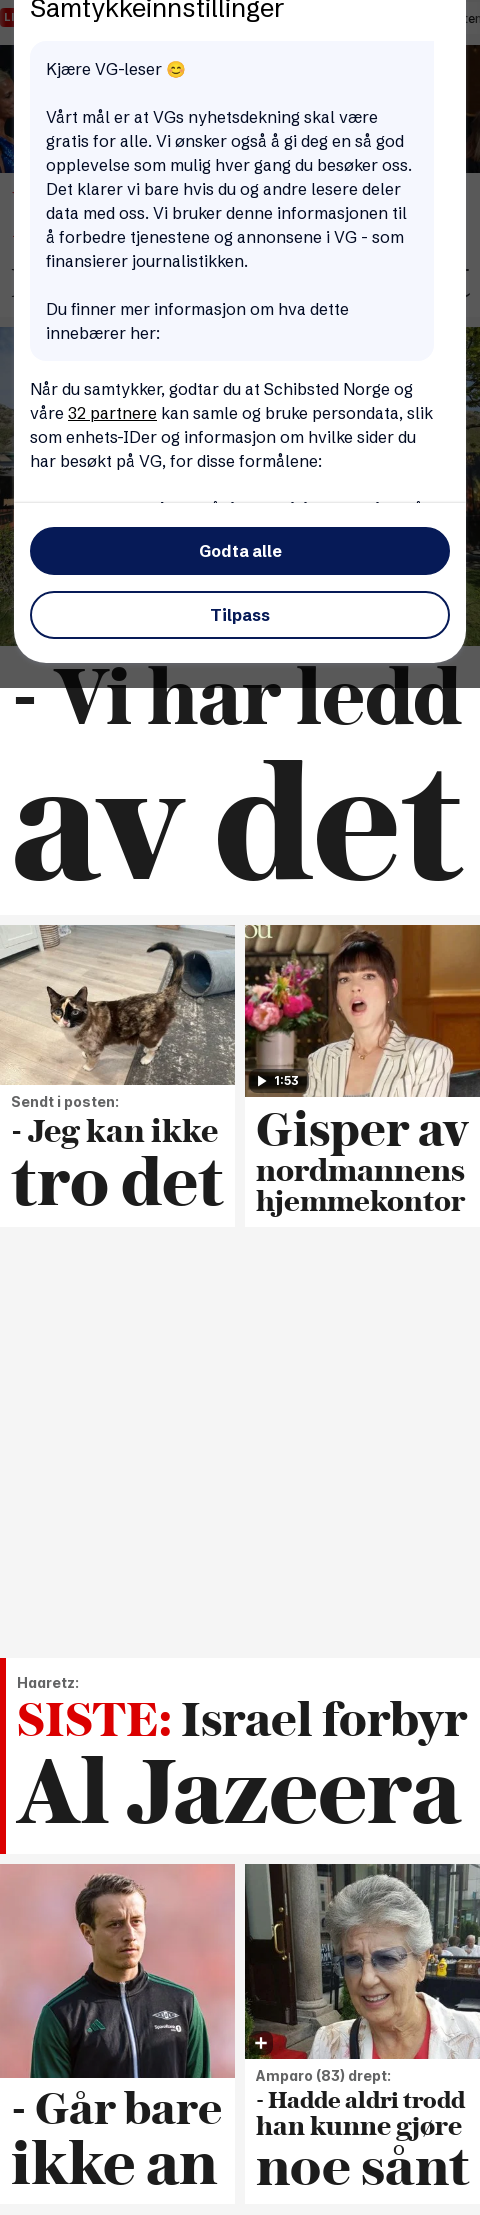 Samtykkeinnstillinger
Kjære VG-leser 😊
Vårt mål er at VGs nyhetsdekning skal være
gratis for alle. Vi ønsker også å gi deg en så god
opplevelse som mulig hver gang du besøker oss.
Det klarer vi bare hvis du og andre lesere deler
data med oss. Vi bruker denne informasjonen til
å forbedre tjenestene og annonsene i VG - som
finansierer journalistikken.
Du finner mer informasjon om hva dette
innebærer her:
Når du samtykker, godtar du at Schibsted Norge og
våre 32 partnere kan samle og bruke persondata, slik
som enhets-IDer og informasjon om hvilke sider du
har besøkt på VG, for disse formålene:
Godta alle
Tilpass
- Vi har ledd
av det
1:53
Sendt i posten:
- Jeg kan ikke
tro det
Gisper av
nordmannens
hjemmekontor
Haaretz:
SISTE: Israel forbyr
Al Jazeera
- Går bare
ikke an
Amparo (83) drept:
- Hadde aldri trodd
han kunne gjøre
noe sånt